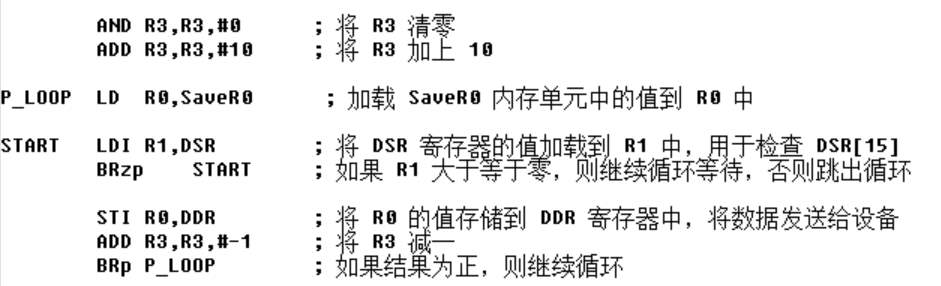 AND R3,R3,#0 ; 将 R3 清零
ADD R3,R3,#10 ; 将 R3 加上 10
P_LOOP LD R0,SaveR0 ; 加载 SaveR0 内存单元中的值到 R0 中
START LDI R1,DSR ; 将 DSR 寄存器的值加载到 R1 中，用于检查 DSR[15]
BRzp START ; 如果 R1 大于等于零，则继续循环等待，否则跳出循环
STI R0,DDR ; 将 R0 的值存储到 DDR 寄存器中，将数据发送给设备
ADD R3,R3,#-1 ; 将 R3 减一
BRp P_LOOP ; 如果结果为正，则继续循环